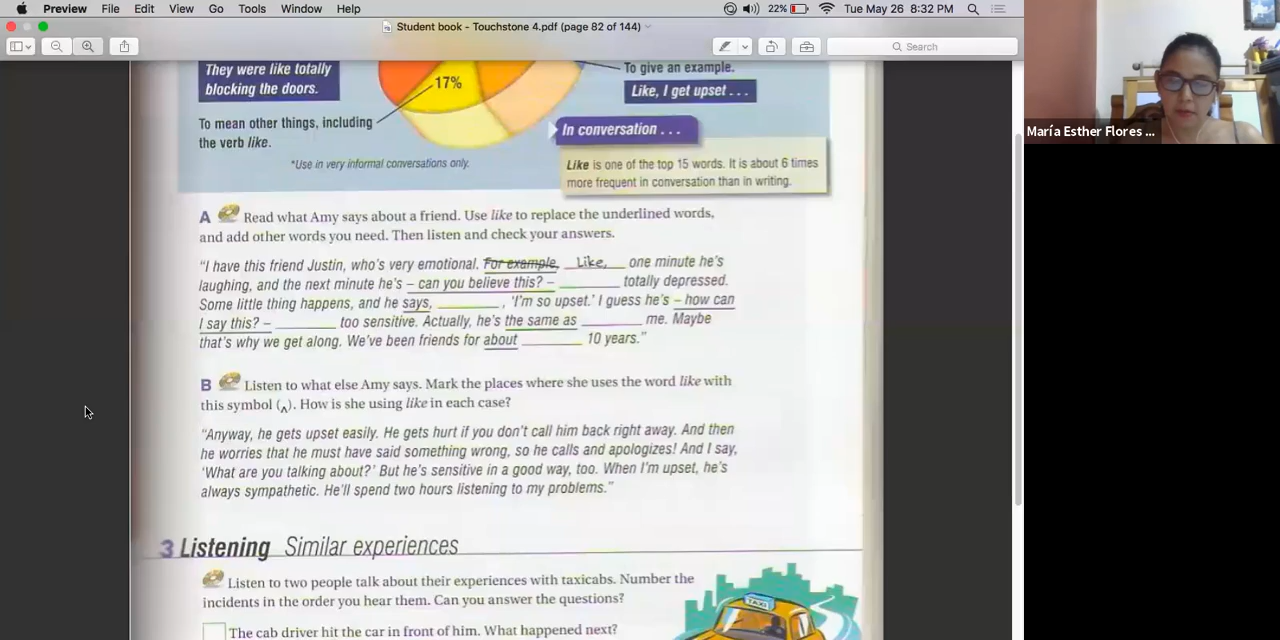 Preview File Edit View Go Tools Window Help 22% Tue May 26 8:32 PM
Student book - Touchstone 4.pdf (page 82 of 144)
Search
María Esther Flores ...
They were like totally
blocking the doors.
17%
To give an example.
Like, I get upset . . .
To mean other things, including
the verb like.
*Use in very informal conversations only.
In conversation . . .
Like is one of the top 15 words. It is about 6 times
more frequent in conversation than in writing.
A Read what Amy says about a friend. Use like to replace the underlined words,
and add other words you need. Then listen and check your answers.
"I have this friend Justin, who's very emotional. For example, Like, one minute he's
laughing, and the next minute he's – can you believe this? – ________ totally depressed.
Some little thing happens, and he says, ________ , 'I'm so upset.' I guess he's – how can
I say this? – ________ too sensitive. Actually, he's the same as ________ me. Maybe
that's why we get along. We've been friends for about ________ 10 years."
B Listen to what else Amy says. Mark the places where she uses the word like with
this symbol (^). How is she using like in each case?
"Anyway, he gets upset easily. He gets hurt if you don't call him back right away. And then
he worries that he must have said something wrong, so he calls and apologizes! And I say,
'What are you talking about?' But he's sensitive in a good way, too. When I'm upset, he's
always sympathetic. He'll spend two hours listening to my problems."
3 Listening Similar experiences
Listen to two people talk about their experiences with taxicabs. Number the
incidents in the order you hear them. Can you answer the questions?
TAXI
The cab driver hit the car in front of him. What happened next?